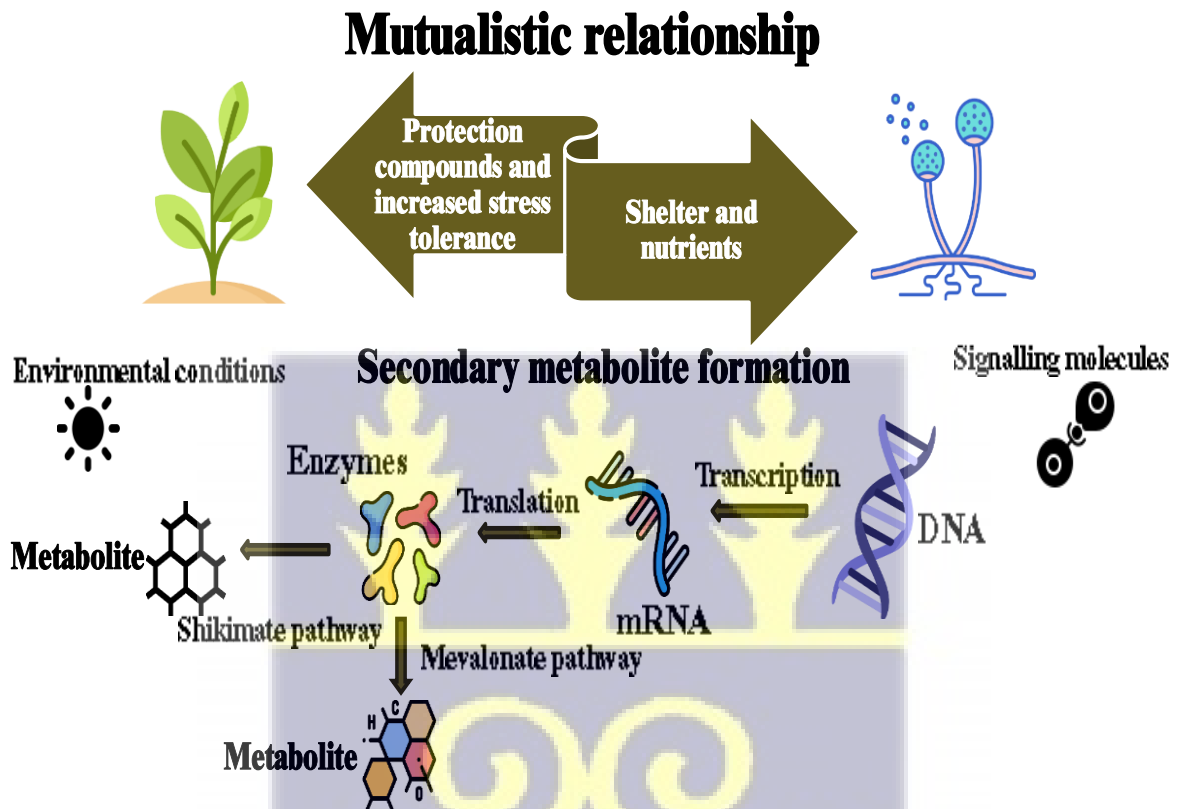 Mutualistic relationship
Protection
compounds and
increased stress
tolerance
Shelter and
nutrients
Environmental conditions
Secondary metabolite formation
Signalling molecules
Enzymes
Translation
Transcription
DNA
Metabolite
mRNA
Shikimate pathway
Mevalonate pathway
H
C
Metabolite
O